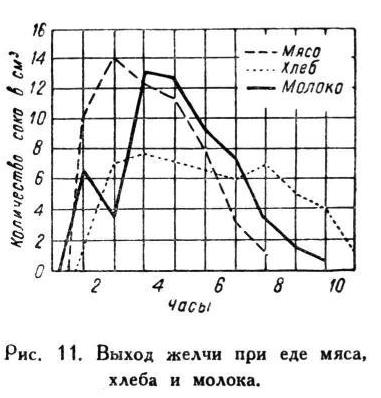 16
14
12
10
8
6
4
2
0
Количество сока в см³
Мясо
Хлеб
Молоко
2 4 6 8 10
Часы
Рис. 11. Выход желчи при еде мяса,
хлеба и молока.